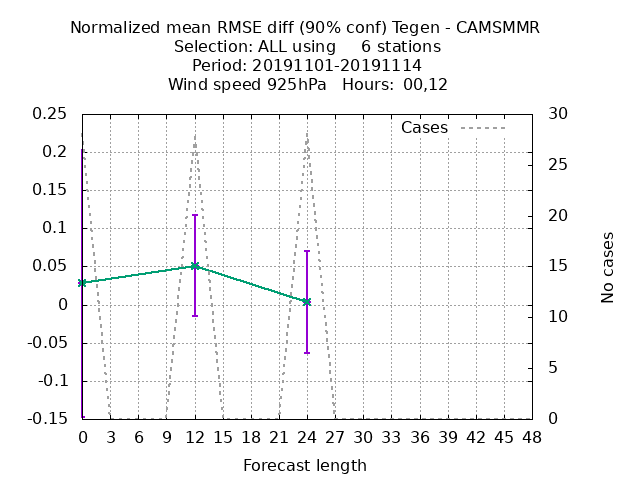 Normalized mean RMSE diff (90% conf) Tegen - CAMSMMR
Selection: ALL using 6 stations
Period: 20191101-20191114
Wind speed 925hPa Hours: 00,12
Cases
0.25
0.2
0.15
0.1
0.05
0
-0.05
-0.1
-0.15
30
25
20
15
10
5
0
No cases
0 3 6 9 12 15 18 21 24 27 30 33 36 39 42 45 48
Forecast length